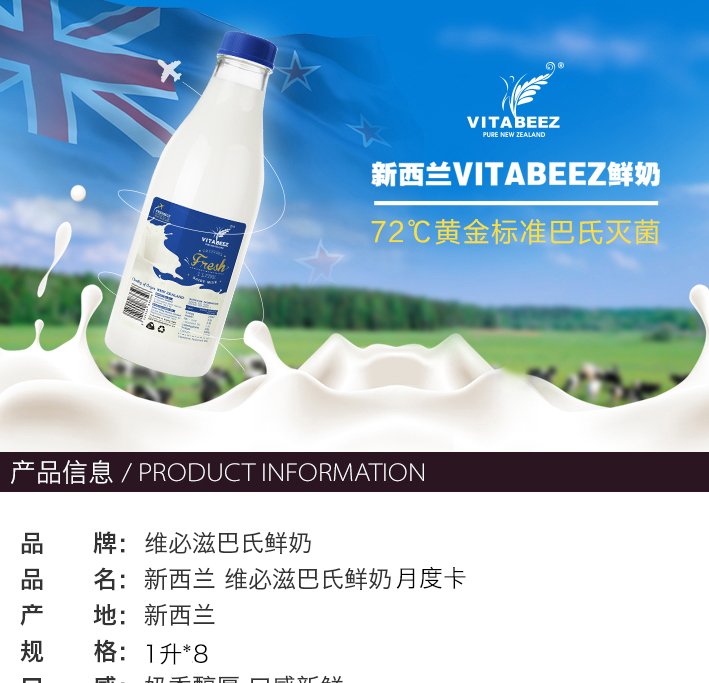 VITABEEZ
PURE NEW ZEALAND
新西兰VITABEEZ鲜奶
72℃黄金标准巴氏灭菌
VITABEEZ
Fresh
1 LITRE
产品信息 / PRODUCT INFORMATION
品 牌：维必滋巴氏鲜奶
品 名：新西兰 维必滋巴氏鲜奶月度卡
产 地：新西兰
规 格：1升*8